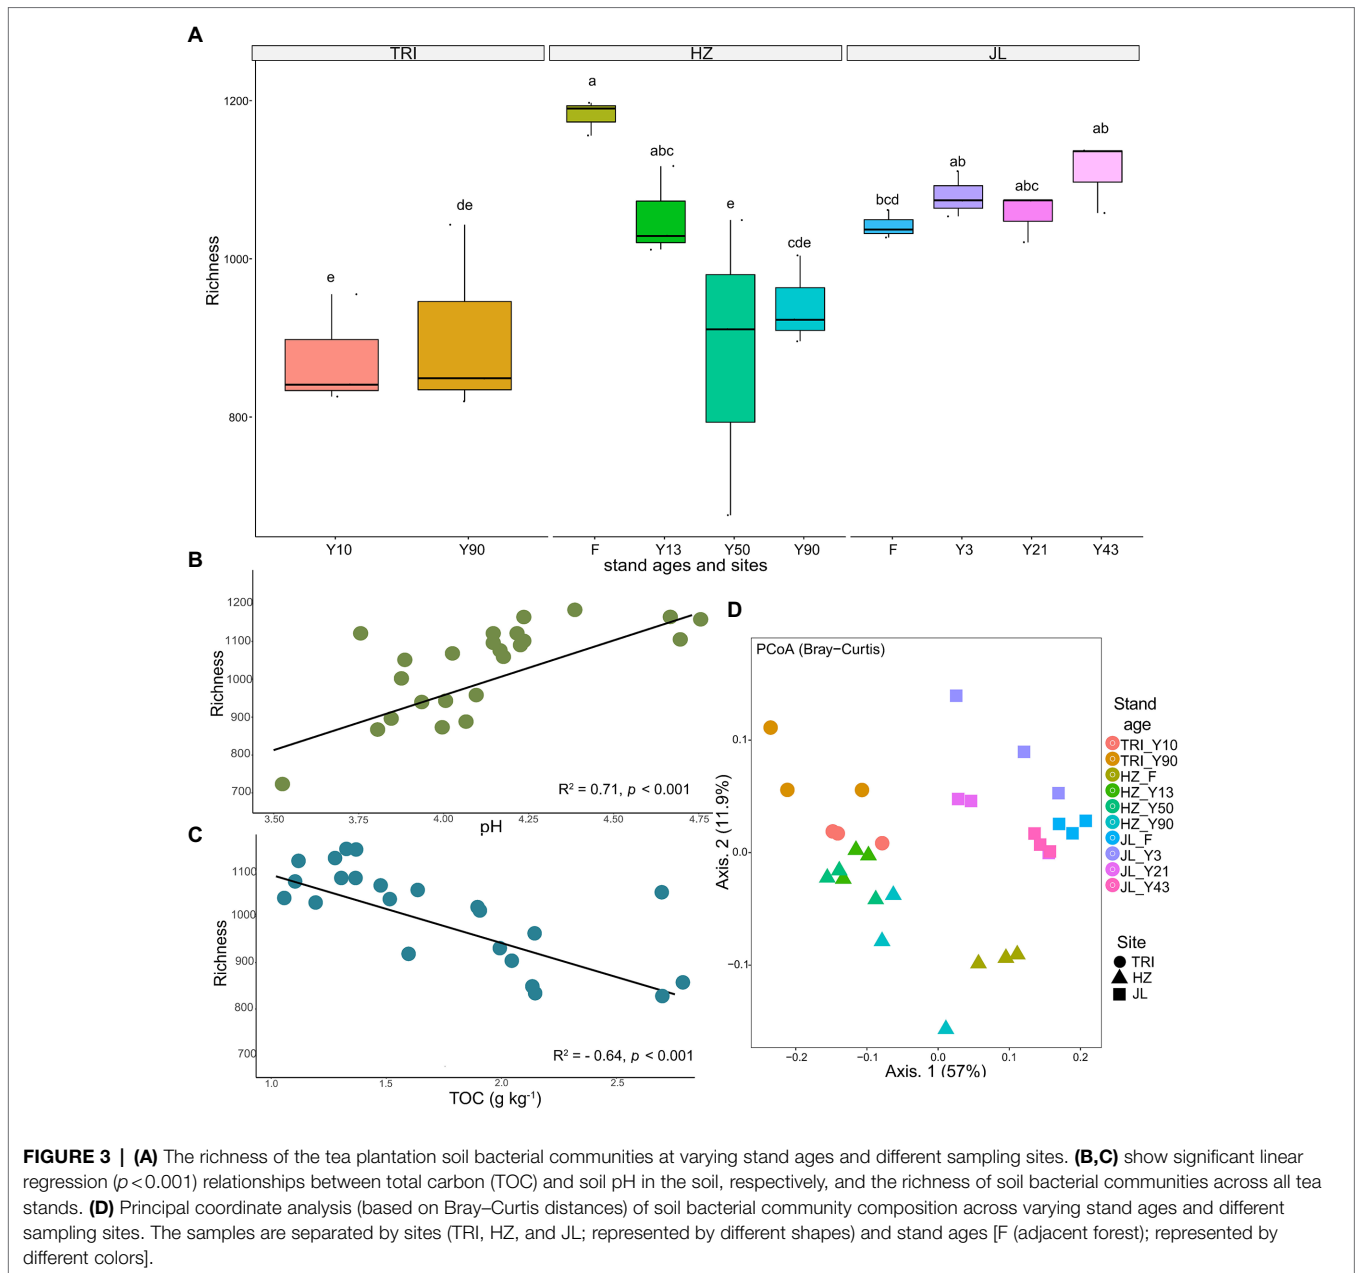 A
TRI HZ JL
Richness
1200
1000
800
e
de
a
abc
e
cde
bcd
ab
abc
ab
Y10 Y90 F Y13 Y50 Y90 F Y3 Y21 Y43
stand ages and sites
B
Richness
1200
1100
1000
900
800
700
R² = 0.71, p < 0.001
3.50 3.75 4.00 4.25 4.50 4.75
pH
C
Richness
1100
1000
900
800
700
R² = - 0.64, p < 0.001
1.0 1.5 2.0 2.5
TOC (g kg⁻¹)
D
PCoA (Bray−Curtis)
Axis. 2 (11.9%)
0.1
0.0
−0.1
−0.2 −0.1 0.0 0.1 0.2
Axis. 1 (57%)
Stand
age
TRI_Y10
TRI_Y90
HZ_F
HZ_Y13
HZ_Y50
HZ_Y90
JL_F
JL_Y3
JL_Y21
JL_Y43
Site
TRI
HZ
JL
FIGURE 3 | (A) The richness of the tea plantation soil bacterial communities at varying stand ages and different sampling sites. (B,C) show significant linear
regression (p<0.001) relationships between total carbon (TOC) and soil pH in the soil, respectively, and the richness of soil bacterial communities across all tea
stands. (D) Principal coordinate analysis (based on Bray–Curtis distances) of soil bacterial community composition across varying stand ages and different
sampling sites. The samples are separated by sites (TRI, HZ, and JL; represented by different shapes) and stand ages [F (adjacent forest); represented by
different colors].